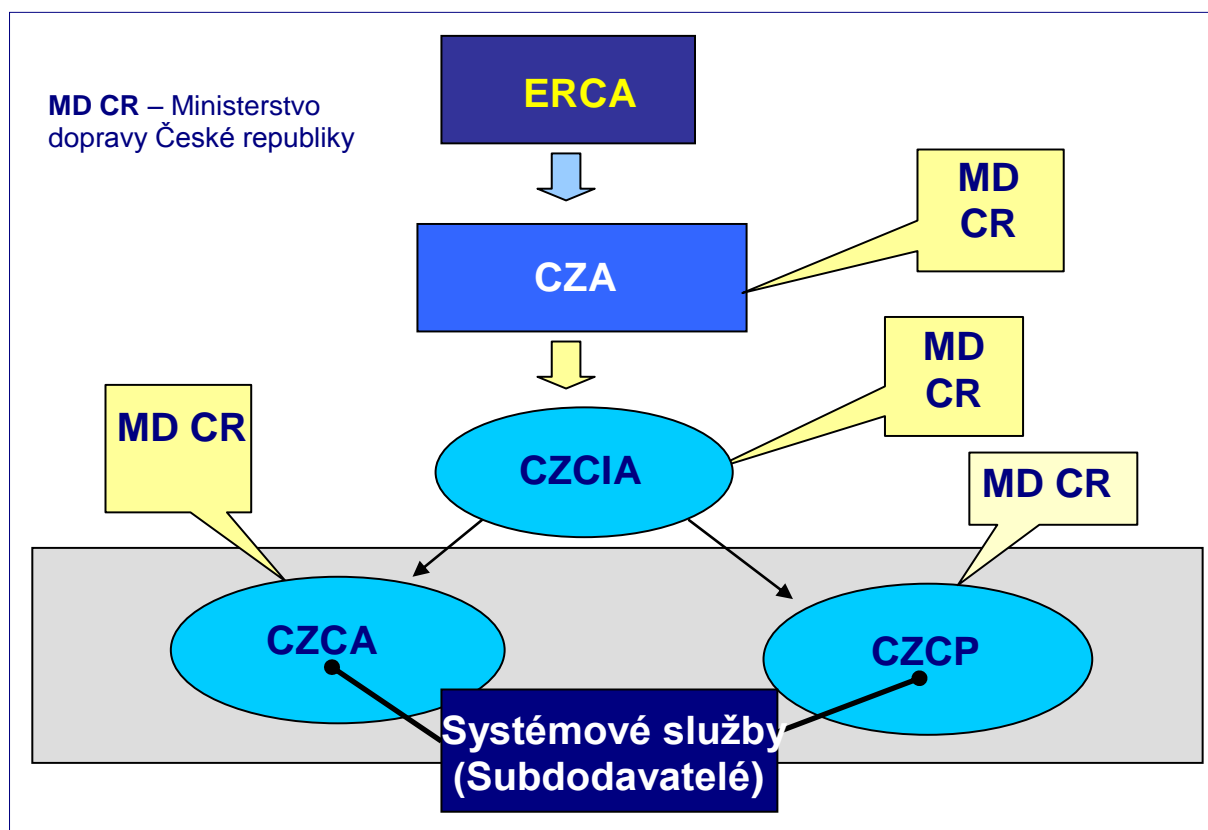 ERCA
MD CR – Ministerstvo
dopravy České republiky
MD
CR
CZA
MD
CR
MD CR
CZCIA
MD CR
CZCA
CZCP
Systémové služby
(Subdodavatelé)